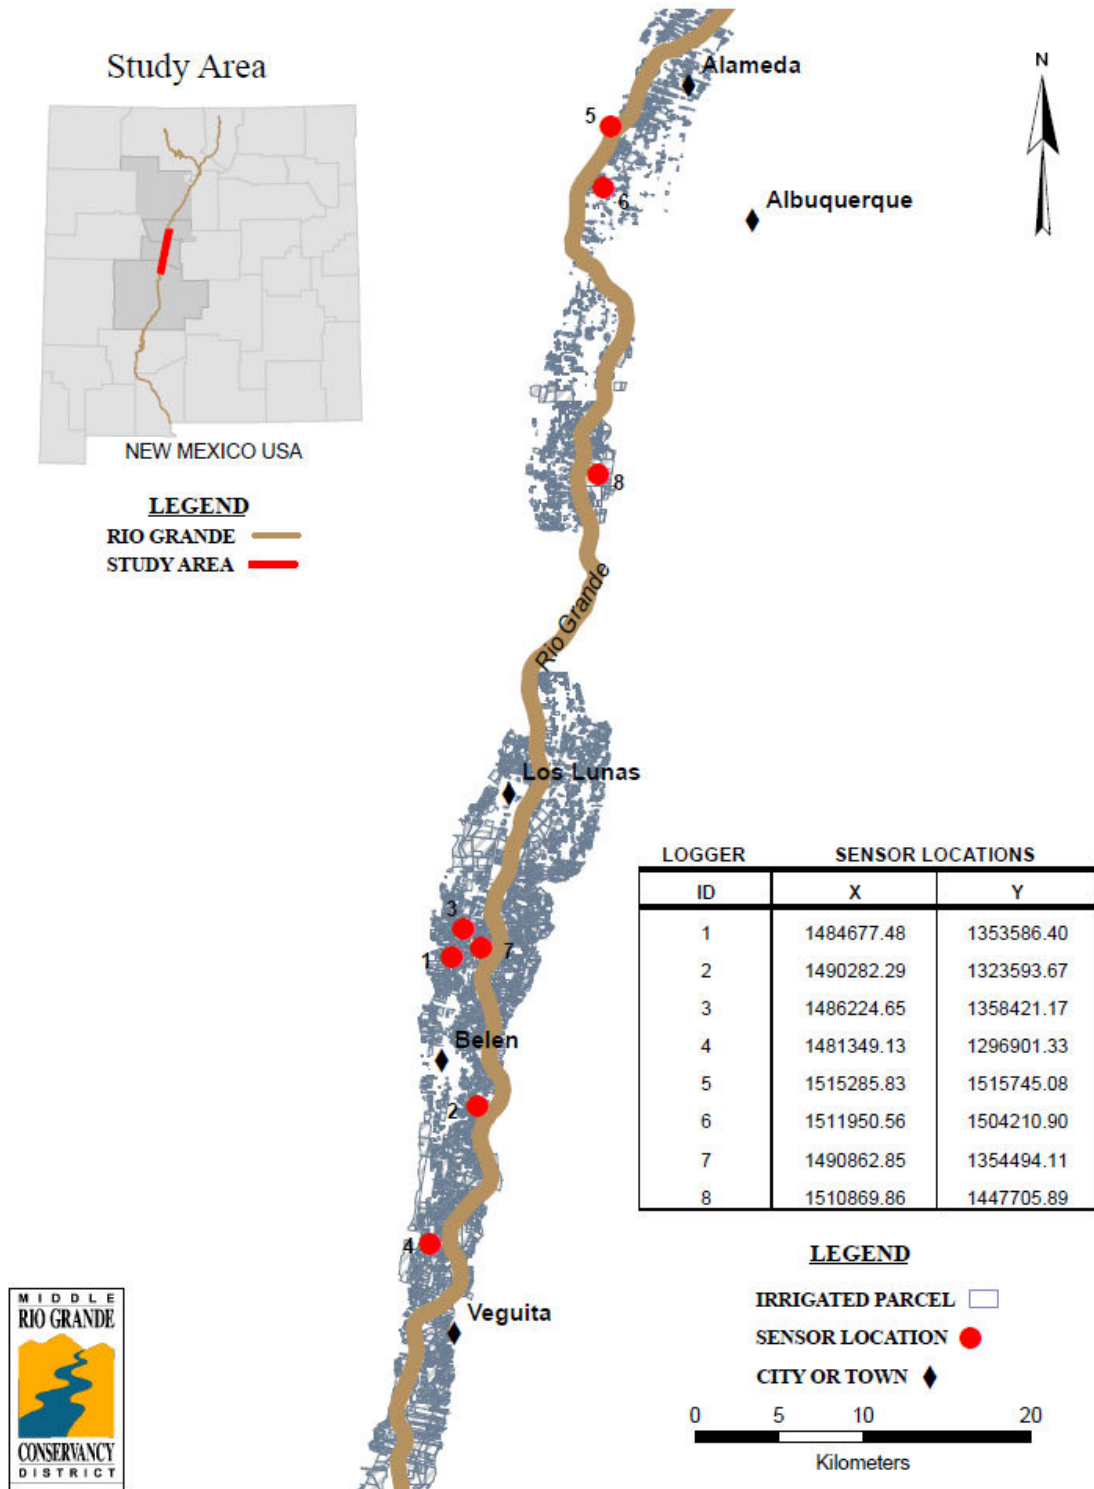 Study Area
NEW MEXICO USA
LEGEND
RIO GRANDE
STUDY AREA
N
Alameda
5
6
Albuquerque
8
Rio Grande
Los Lunas
3
7
1
Belen
2
4
Veguita
LOGGER SENSOR LOCATIONS
ID X Y
1 1484677.48 1353586.40
2 1490282.29 1323593.67
3 1486224.65 1358421.17
4 1481349.13 1296901.33
5 1515285.83 1515745.08
6 1511950.56 1504210.90
7 1490862.85 1354494.11
8 1510869.86 1447705.89
LEGEND
IRRIGATED PARCEL
SENSOR LOCATION
CITY OR TOWN
0 5 10 20
Kilometers
MIDDLE
RIO GRANDE
CONSERVANCY
DISTRICT